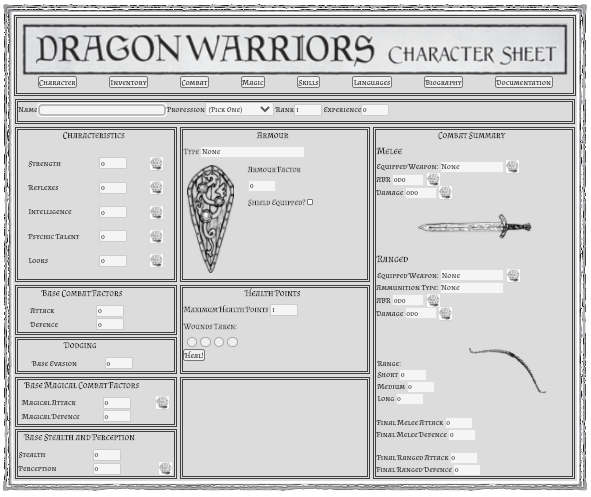 DRAGON WARRIORS CHARACTER SHEET
CHARACTER INVENTORY COMBAT MAGIC SKILLS LANGUAGES BIOGRAPHY DOCUMENTATION
NAME PROFESSION (PICK ONE) RANK 1 EXPERIENCE 0
CHARACTERISTICS
STRENGTH 0
REFLEXES 0
INTELLIGENCE 0
PSYCHIC TALENT 0
LOOKS 0
BASE COMBAT FACTORS
ATTACK 0
DEFENCE 0
DODGING
BASE EVASION 0
BASE MAGICAL COMBAT FACTORS
MAGICAL ATTACK 0
MAGICAL DEFENCE 0
BASE STEALTH AND PERCEPTION
STEALTH 0
PERCEPTION 0
ARMOUR
TYPE NONE
ARMOUR FACTOR
0
SHIELD EQUIPPED?
HEALTH POINTS
MAXIMUM HEALTH POINTS 1
WOUNDS TAKEN:
HEAL!
COMBAT SUMMARY
MELEE
EQUIPPED WEAPON: NONE
ABR 0D0
DAMAGE 0D0
RANGED
EQUIPPED WEAPON: NONE
AMMUNITION TYPE: NONE
ABR 0D0
DAMAGE 0D0
RANGE:
SHORT 0
MEDIUM 0
LONG 0
FINAL MELEE ATTACK 0
FINAL MELEE DEFENCE 0
FINAL RANGED ATTACK 0
FINAL RANGED DEFENCE 0